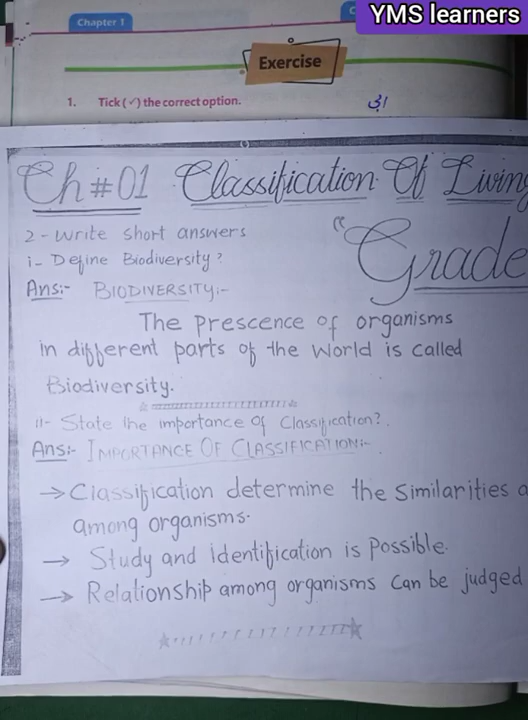 YMS learners
Chapter 1
Exercise
1. Tick (✓) the correct option.
Ch # 01 Classification Of Living
2 - Write short answers
"Grade
i - Define Biodiversity?
Ans:- BIODIVERSITY:-
The Prescence of organisms
in different parts of the World is called
Biodiversity.
ii - State the importance of Classification?
Ans:- IMPORTANCE OF CLASSIFICATION:-
→ Classification determine the Similarities a
among organisms.
→ Study and identification is Possible.
→ Relationship among organisms can be judged